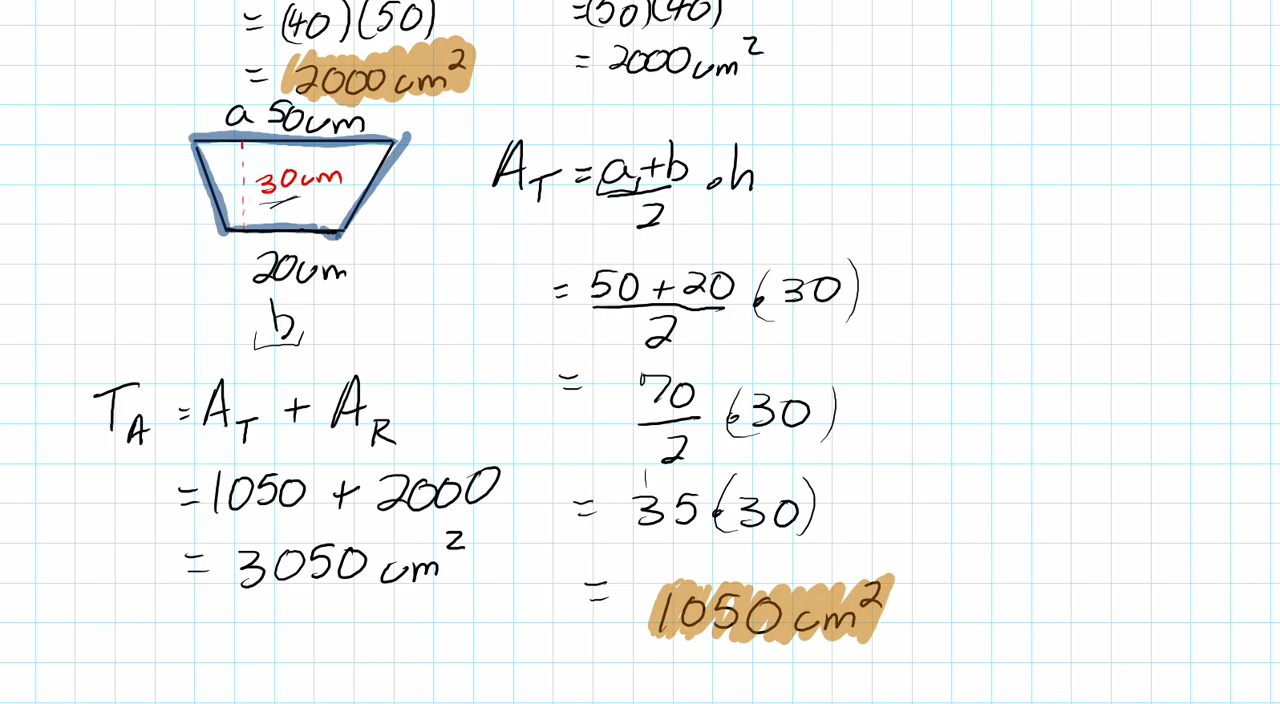 = (40)(50)
= 2000 cm²
=(50)(40)
= 2000 cm²
a 50cm
30cm
20cm
b
A_T = a+b/2 · h
= 50+20/2 · (30)
= 70/2 · (30)
= 35 · (30)
= 1050 cm²
T_A = A_T + A_R
= 1050 + 2000
= 3050 cm²